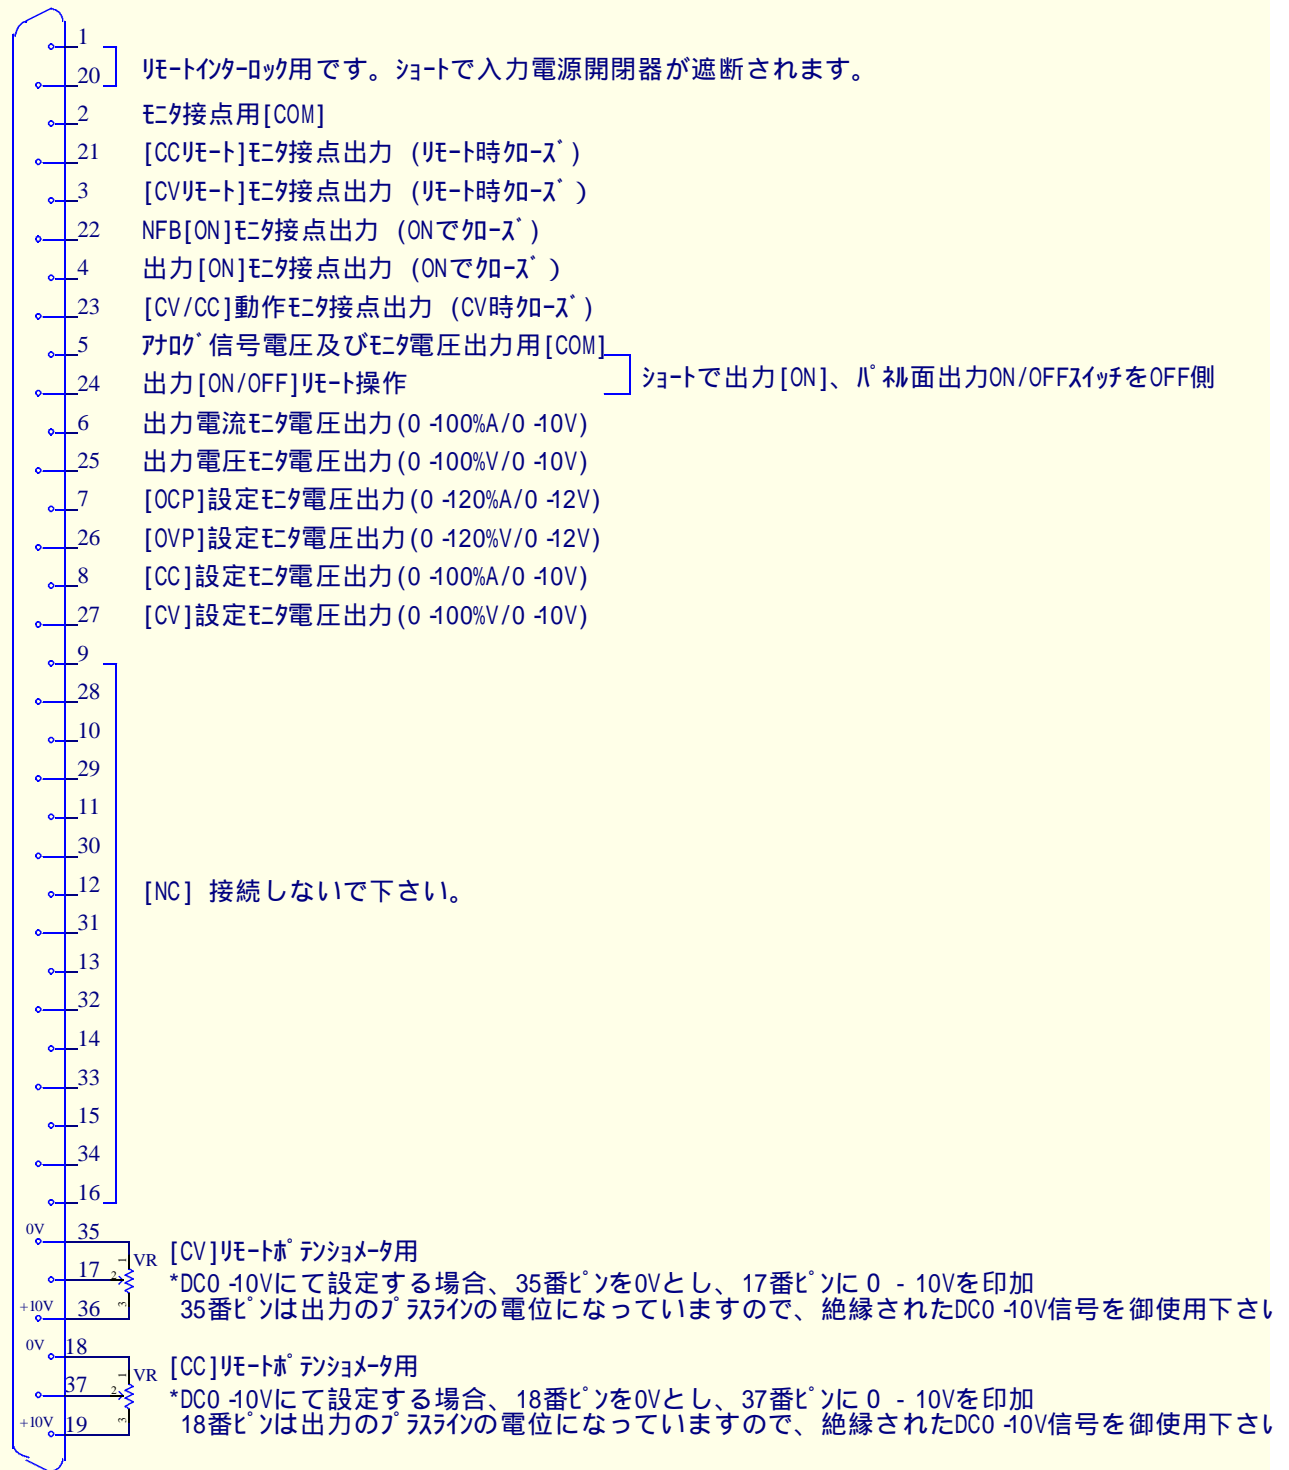 1
20 ﾘﾓｰﾄｲﾝﾀｰﾛｯｸ用です。ｼｮｰﾄで入力電源開閉器が遮断されます。
2 ﾓﾆﾀ接点用[COM]
21 [CCﾘﾓｰﾄ]ﾓﾆﾀ接点出力 (ﾘﾓｰﾄ時ｸﾛｰｽﾞ)
3 [CVﾘﾓｰﾄ]ﾓﾆﾀ接点出力 (ﾘﾓｰﾄ時ｸﾛｰｽﾞ)
22 NFB[ON]ﾓﾆﾀ接点出力 (ONでｸﾛｰｽﾞ)
4 出力[ON]ﾓﾆﾀ接点出力 (ONでｸﾛｰｽﾞ)
23 [CV/CC]動作ﾓﾆﾀ接点出力 (CV時ｸﾛｰｽﾞ)
5 ｱﾅﾛｸﾞ信号電圧及びﾓﾆﾀ電圧出力用[COM]
24 出力[ON/OFF]ﾘﾓｰﾄ操作 ｼｮｰﾄで出力[ON]、ﾊﾟﾈﾙ面出力ON/OFFｽｲｯﾁをOFF側
6 出力電流ﾓﾆﾀ電圧出力(0-100%A/0-10V)
25 出力電圧ﾓﾆﾀ電圧出力(0-100%V/0-10V)
7 [OCP]設定ﾓﾆﾀ電圧出力(0-120%A/0-12V)
26 [OVP]設定ﾓﾆﾀ電圧出力(0-120%V/0-12V)
8 [CC]設定ﾓﾆﾀ電圧出力(0-100%A/0-10V)
27 [CV]設定ﾓﾆﾀ電圧出力(0-100%V/0-10V)
9
28
10
29
11
30
12 [NC] 接続しないで下さい。
31
13
32
14
33
15
34
16
0V 35
1 VR [CV]ﾘﾓｰﾄﾎﾟﾃﾝｼｮﾒｰﾀ用
17 2 *DC0-10Vにて設定する場合、35番ﾋﾟﾝを0Vとし、17番ﾋﾟﾝに 0 - 10Vを印加
+10V 36 3 35番ﾋﾟﾝは出力のﾌﾟﾗｽﾗｲﾝの電位になっていますので、絶縁されたDC0-10V信号を御使用下さい
0V 18
1 VR [CC]ﾘﾓｰﾄﾎﾟﾃﾝｼｮﾒｰﾀ用
37 2 *DC0-10Vにて設定する場合、18番ﾋﾟﾝを0Vとし、37番ﾋﾟﾝに 0 - 10Vを印加
+10V 19 3 18番ﾋﾟﾝは出力のﾌﾟﾗｽﾗｲﾝの電位になっていますので、絶縁されたDC0-10V信号を御使用下さい